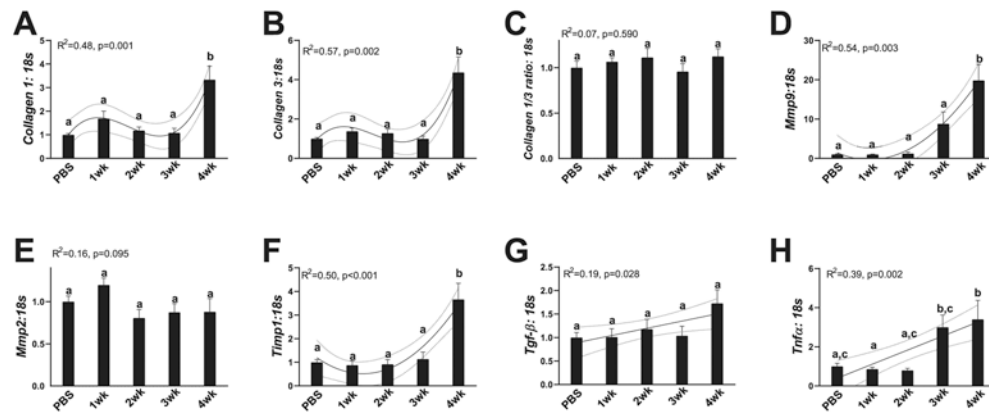 A
R²=0.48, p=0.001
Collagen 1: 18s
5
4
3
2
1
0
a
a
a
a
b
PBS
1wk
2wk
3wk
4wk
B
R²=0.57, p=0.002
Collagen 3:18s
6
4
2
0
a
a
a
a
b
PBS
1wk
2wk
3wk
4wk
C
R²=0.07, p=0.590
Collagen 1/3 ratio: 18s
1.0
0.5
0.0
a
a
a
a
a
PBS
1wk
2wk
3wk
4wk
D
R²=0.54, p=0.003
Mmp9:18s
30
20
10
0
a
a
a
a
b
PBS
1wk
2wk
3wk
4wk
E
R²=0.16, p=0.095
Mmp2:18s
1.0
0.5
0.0
a
a
a
a
a
PBS
1wk
2wk
3wk
4wk
F
R²=0.50, p<0.001
Timp1:18s
6
4
2
0
a
a
a
a
b
PBS
1wk
2wk
3wk
4wk
G
R²=0.19, p=0.028
Tgf-β: 18s
2.5
2.0
1.5
1.0
0.5
0.0
a
a
a
a
a
PBS
1wk
2wk
3wk
4wk
H
R²=0.39, p=0.002
Tnfα: 18s
6
4
2
0
a,c
a
a,c
b,c
b
PBS
1wk
2wk
3wk
4wk